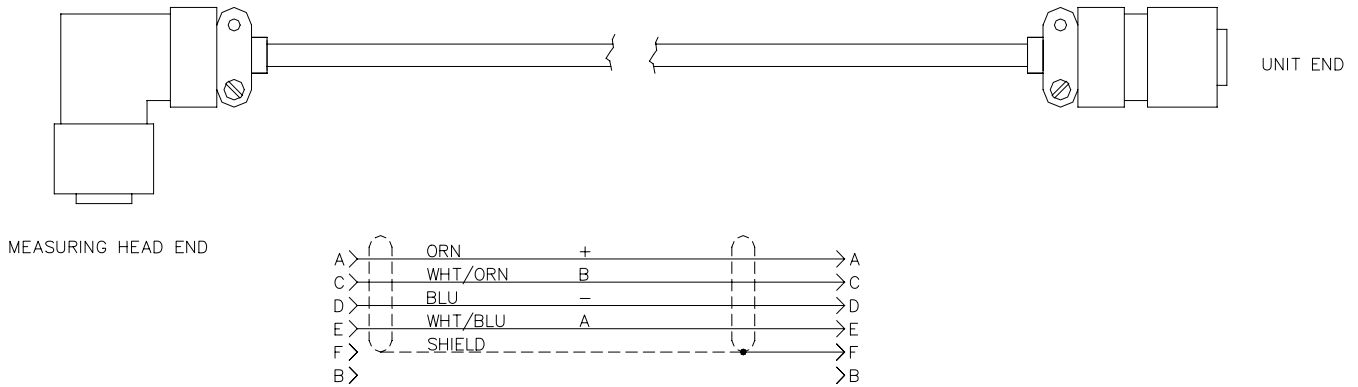 UNIT END
MEASURING HEAD END
A ORN + A
C WHT/ORN B C
D BLU − D
E WHT/BLU A E
F SHIELD F
B B